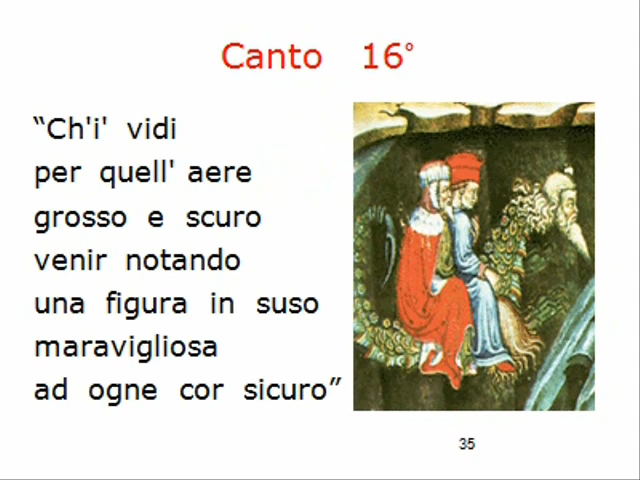 Canto 16°
“Ch'i' vidi
per quell' aere
grosso e scuro
venir notando
una figura in suso
maravigliosa
ad ogne cor sicuro”
35